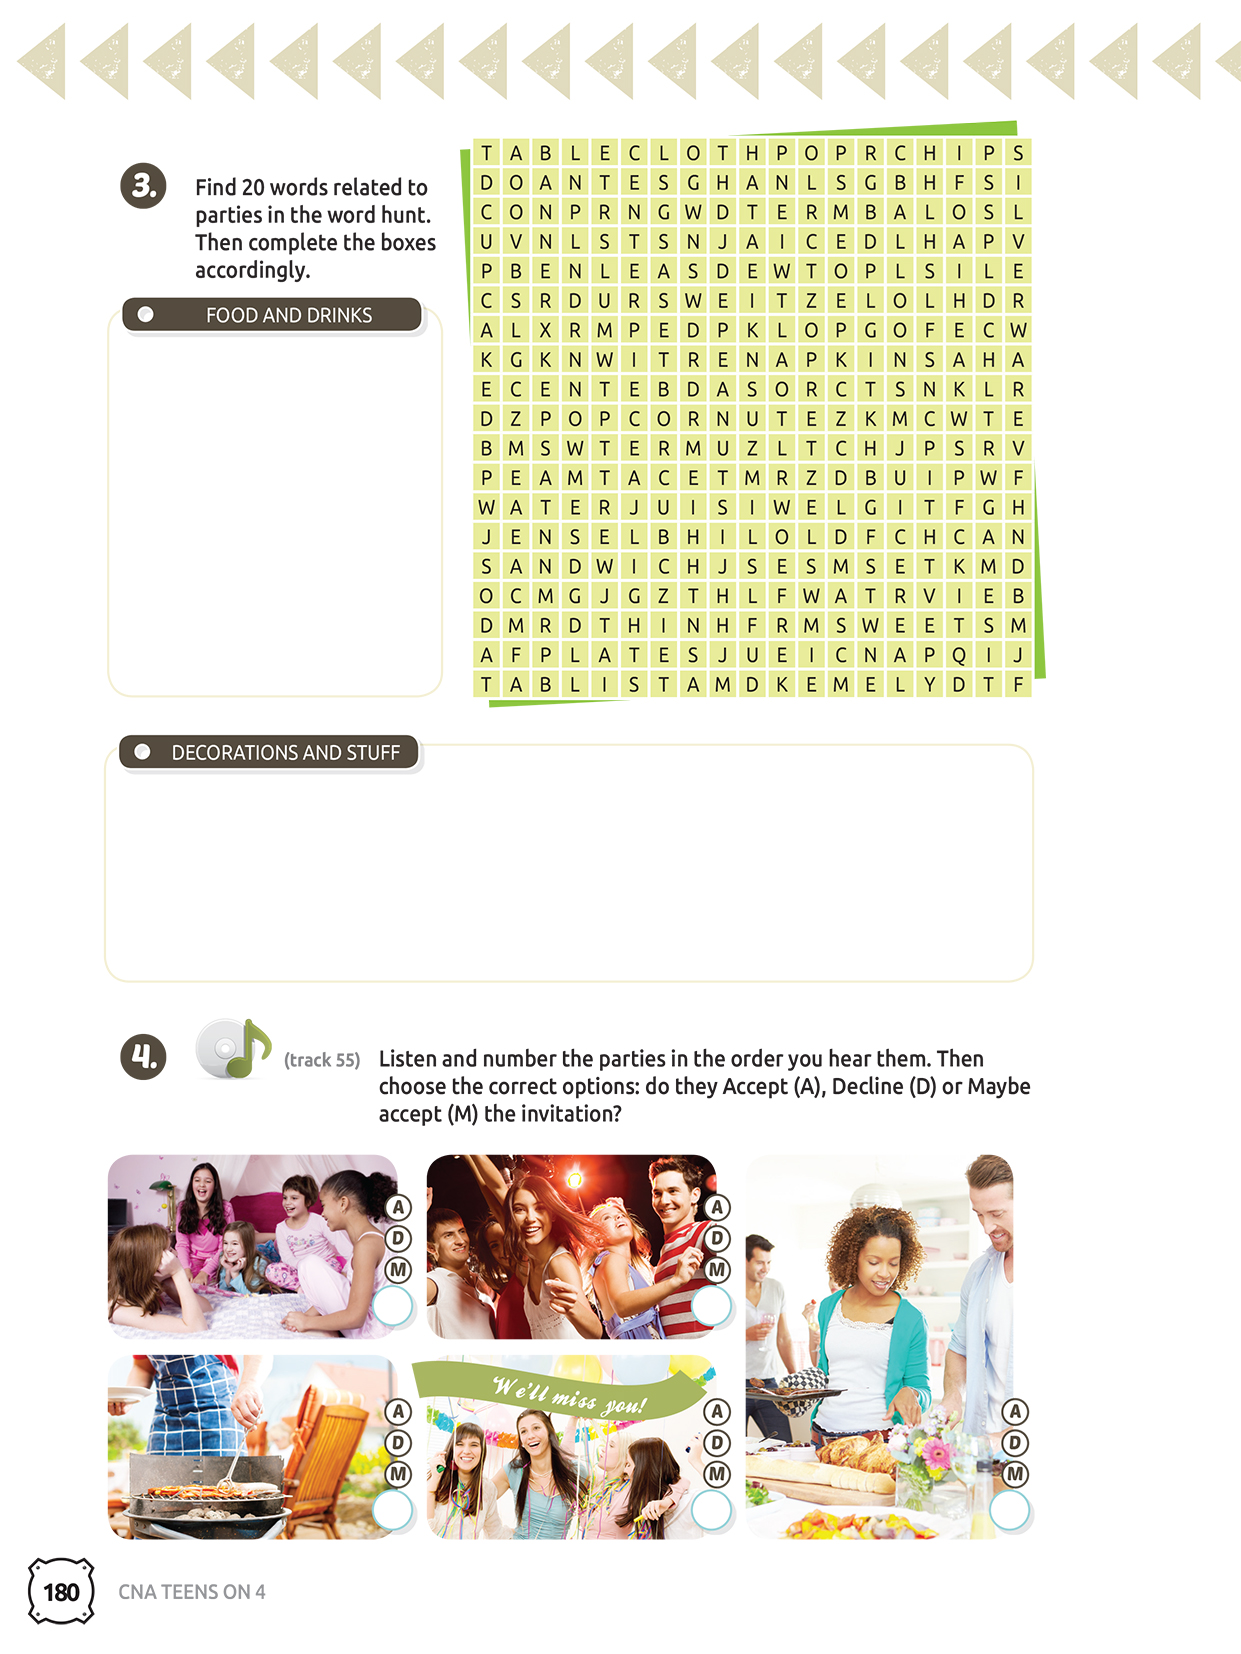 3.
Find 20 words related to
parties in the word hunt.
Then complete the boxes
accordingly.
FOOD AND DRINKS
T A B L E C L O T H P O P R C H I P S
D O A N T E S G H A N L S G B H F S I
C O N P R N G W D T E R M B A L O S L
U V N L S T S N J A I C E D L H A P V
P B E N L E A S D E W T O P L S I L E
C S R D U R S W E I T Z E L O L H D R
A L X R M P E D P K L O P G O F E C W
K G K N W I T R E N A P K I N S A H A
E C E N T E B D A S O R C T S N K L R
D Z P O P C O R N U T E Z K M C W T E
B M S W T E R M U Z L T C H J P S R V
P E A M T A C E T M R Z D B U I P W F
W A T E R J U I S I W E L G I T F G H
J E N S E L B H I L O L D F C H C A N
S A N D W I C H J S E S M S E T K M D
O C M G J G Z T H L F W A T R V I E B
D M R D T H I N H F R M S W E E T S M
A F P L A T E S J U E I C N A P Q I J
T A B L I S T A M D K E M E L Y D T F
DECORATIONS AND STUFF
4.
(track 55)
Listen and number the parties in the order you hear them. Then
choose the correct options: do they Accept (A), Decline (D) or Maybe
accept (M) the invitation?
A
D
M
A
D
M
A
D
M
We'll miss you!
A
D
M
A
D
M
180
CNA TEENS ON 4